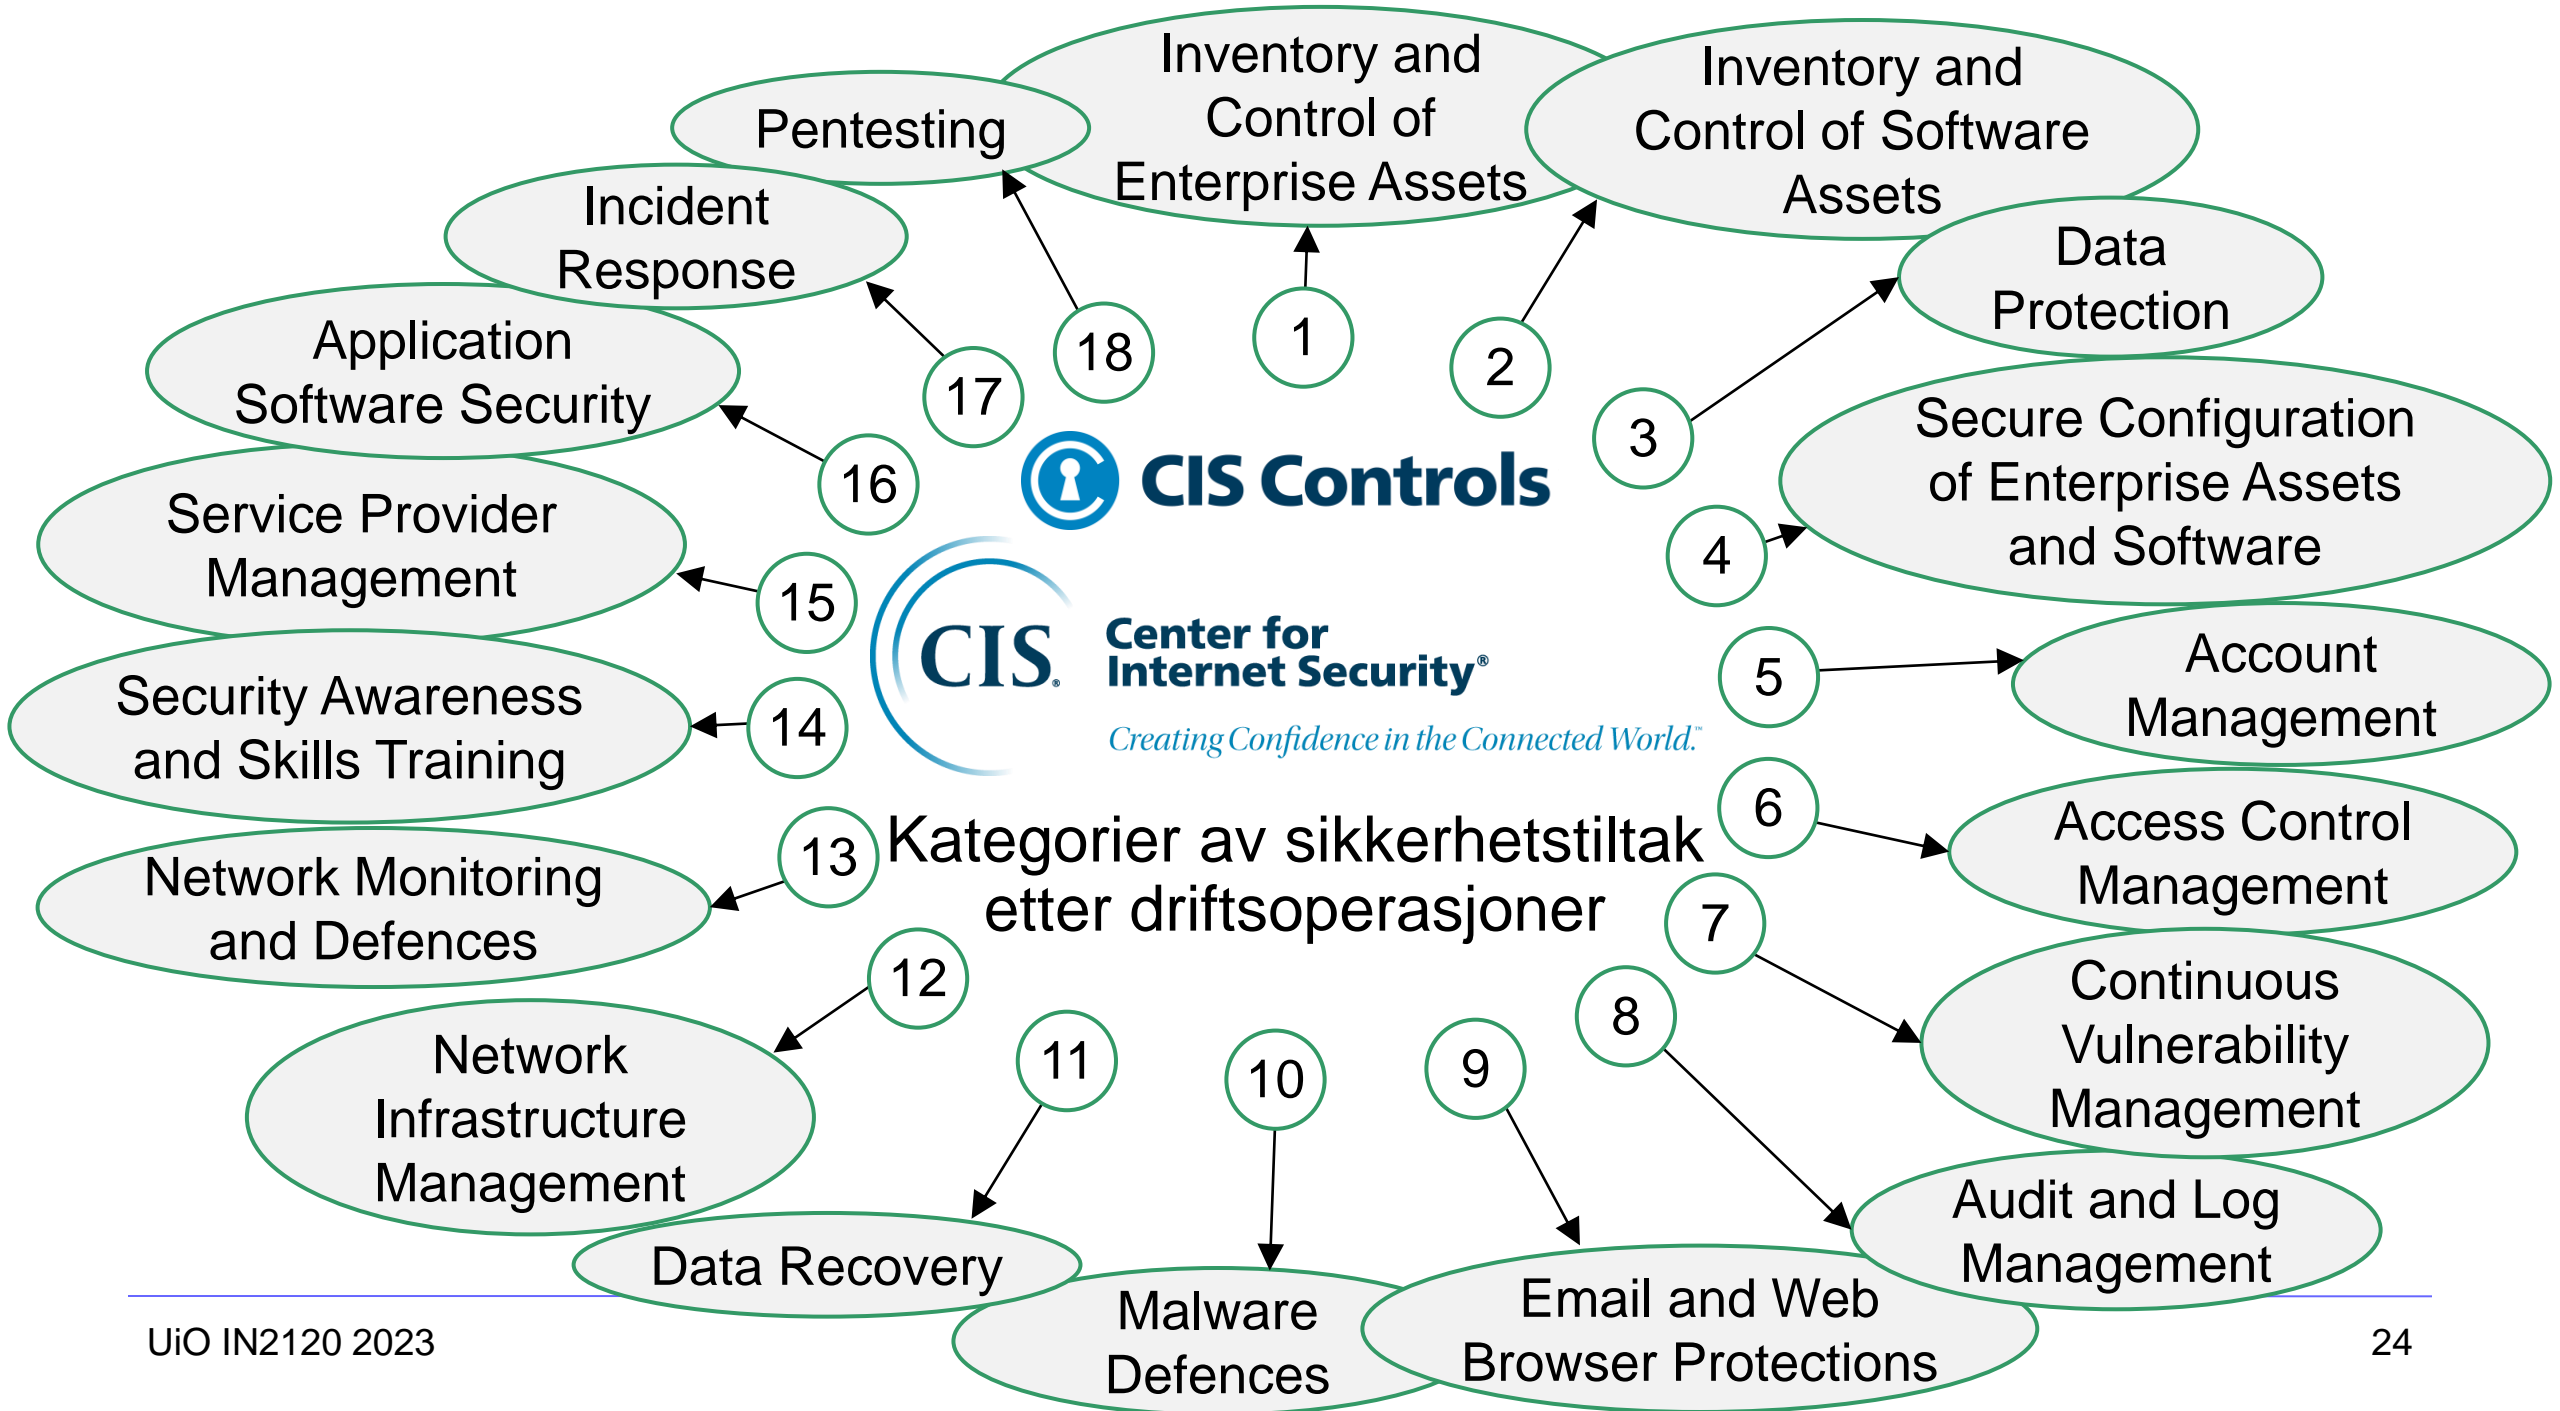 Inventory and
Control of
Enterprise Assets
1
Inventory and
Control of Software
Assets
2
Data
Protection
3
Secure Configuration
of Enterprise Assets
and Software
4
Account
Management
5
Access Control
Management
6
Continuous
Vulnerability
Management
7
Audit and Log
Management
8
Email and Web
Browser Protections
9
Malware
Defences
10
Data Recovery
11
Network
Infrastructure
Management
12
Network Monitoring
and Defences
13
Security Awareness
and Skills Training
14
Service Provider
Management
15
Application
Software Security
16
Incident
Response
17
Pentesting
18
CIS Controls
CIS®
Center for
Internet Security®
Creating Confidence in the Connected World.™
Kategorier av sikkerhetstiltak
etter driftsoperasjoner
UiO IN2120 2023
24